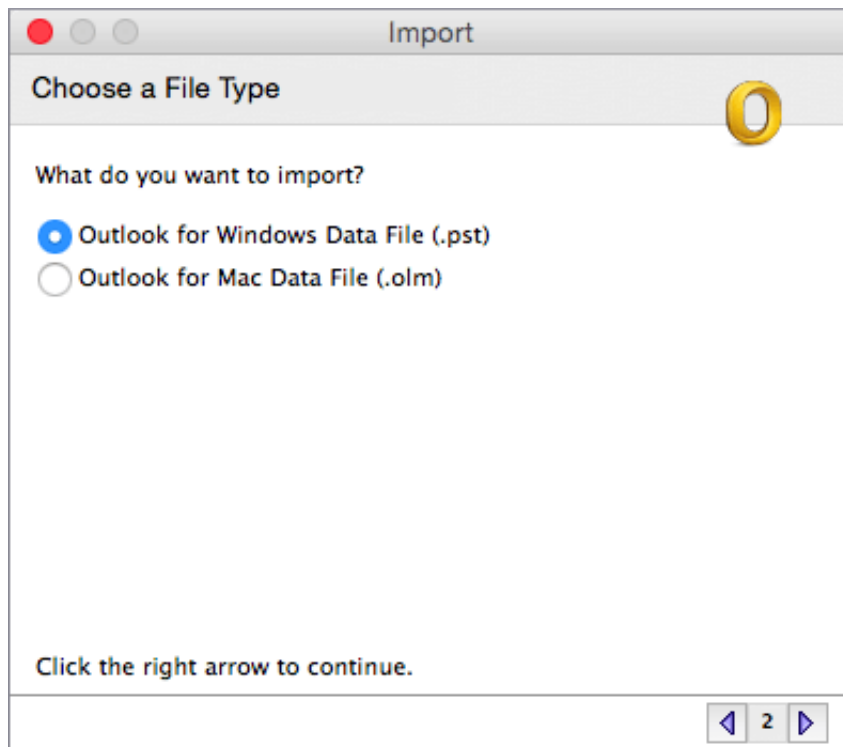 Import
Choose a File Type
What do you want to import?
Outlook for Windows Data File (.pst)
Outlook for Mac Data File (.olm)
Click the right arrow to continue.
2